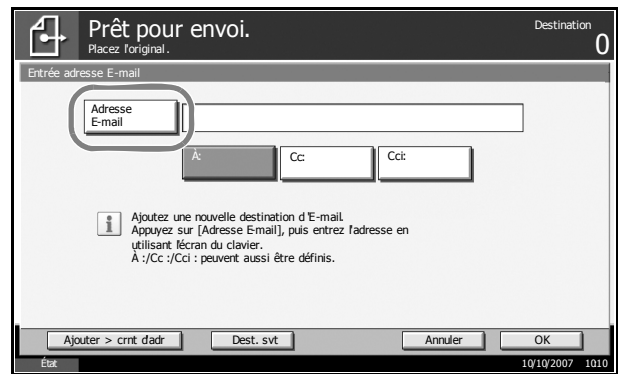 Prêt pour envoi.
Placez l'original.
Destination
0
Entrée adresse E-mail
Adresse
E-mail
À:
Cc:
Cci:
Ajoutez une nouvelle destination d'E-mail.
Appuyez sur [Adresse E-mail], puis entrez l'adresse en
utilisant l'écran du clavier.
À :/Cc :/Cci : peuvent aussi être définis.
Ajouter > crnt d'adr
Dest. svt
Annuler
OK
État
10/10/2007 1010